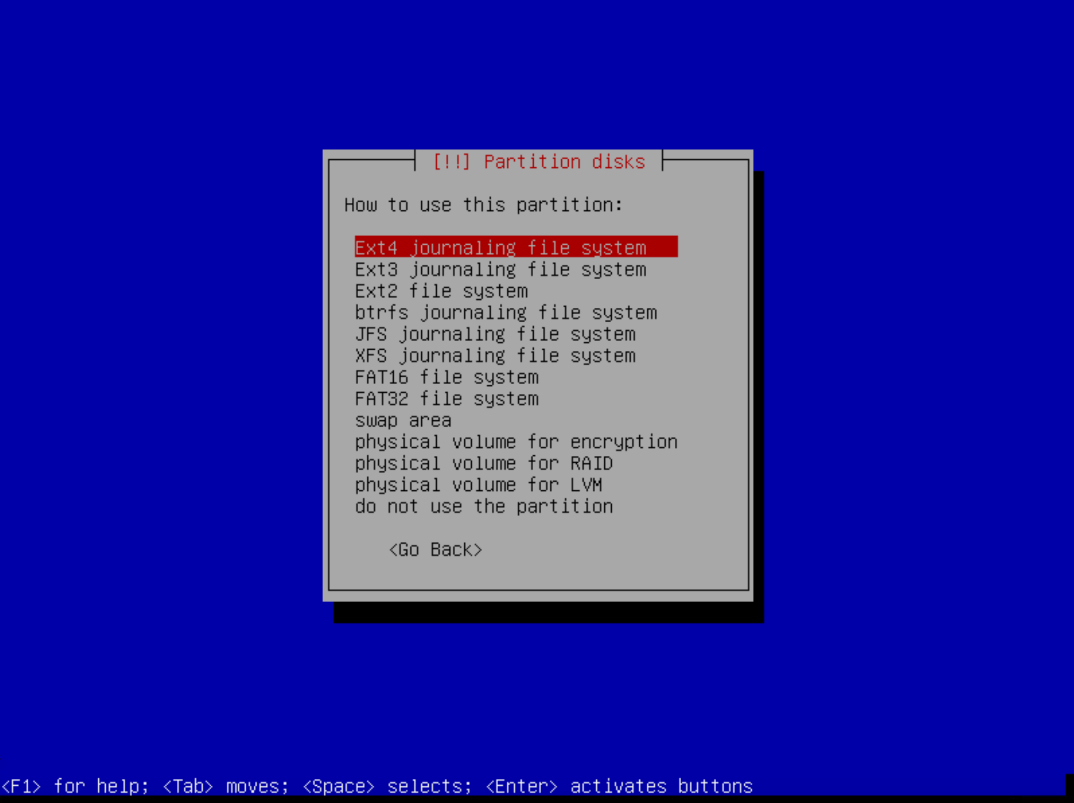 [!!] Partition disks
How to use this partition:
Ext4 journaling file system
Ext3 journaling file system
Ext2 file system
btrfs journaling file system
JFS journaling file system
XFS journaling file system
FAT16 file system
FAT32 file system
swap area
physical volume for encryption
physical volume for RAID
physical volume for LVM
do not use the partition
<Go Back>
<F1> for help; <Tab> moves; <Space> selects; <Enter> activates buttons